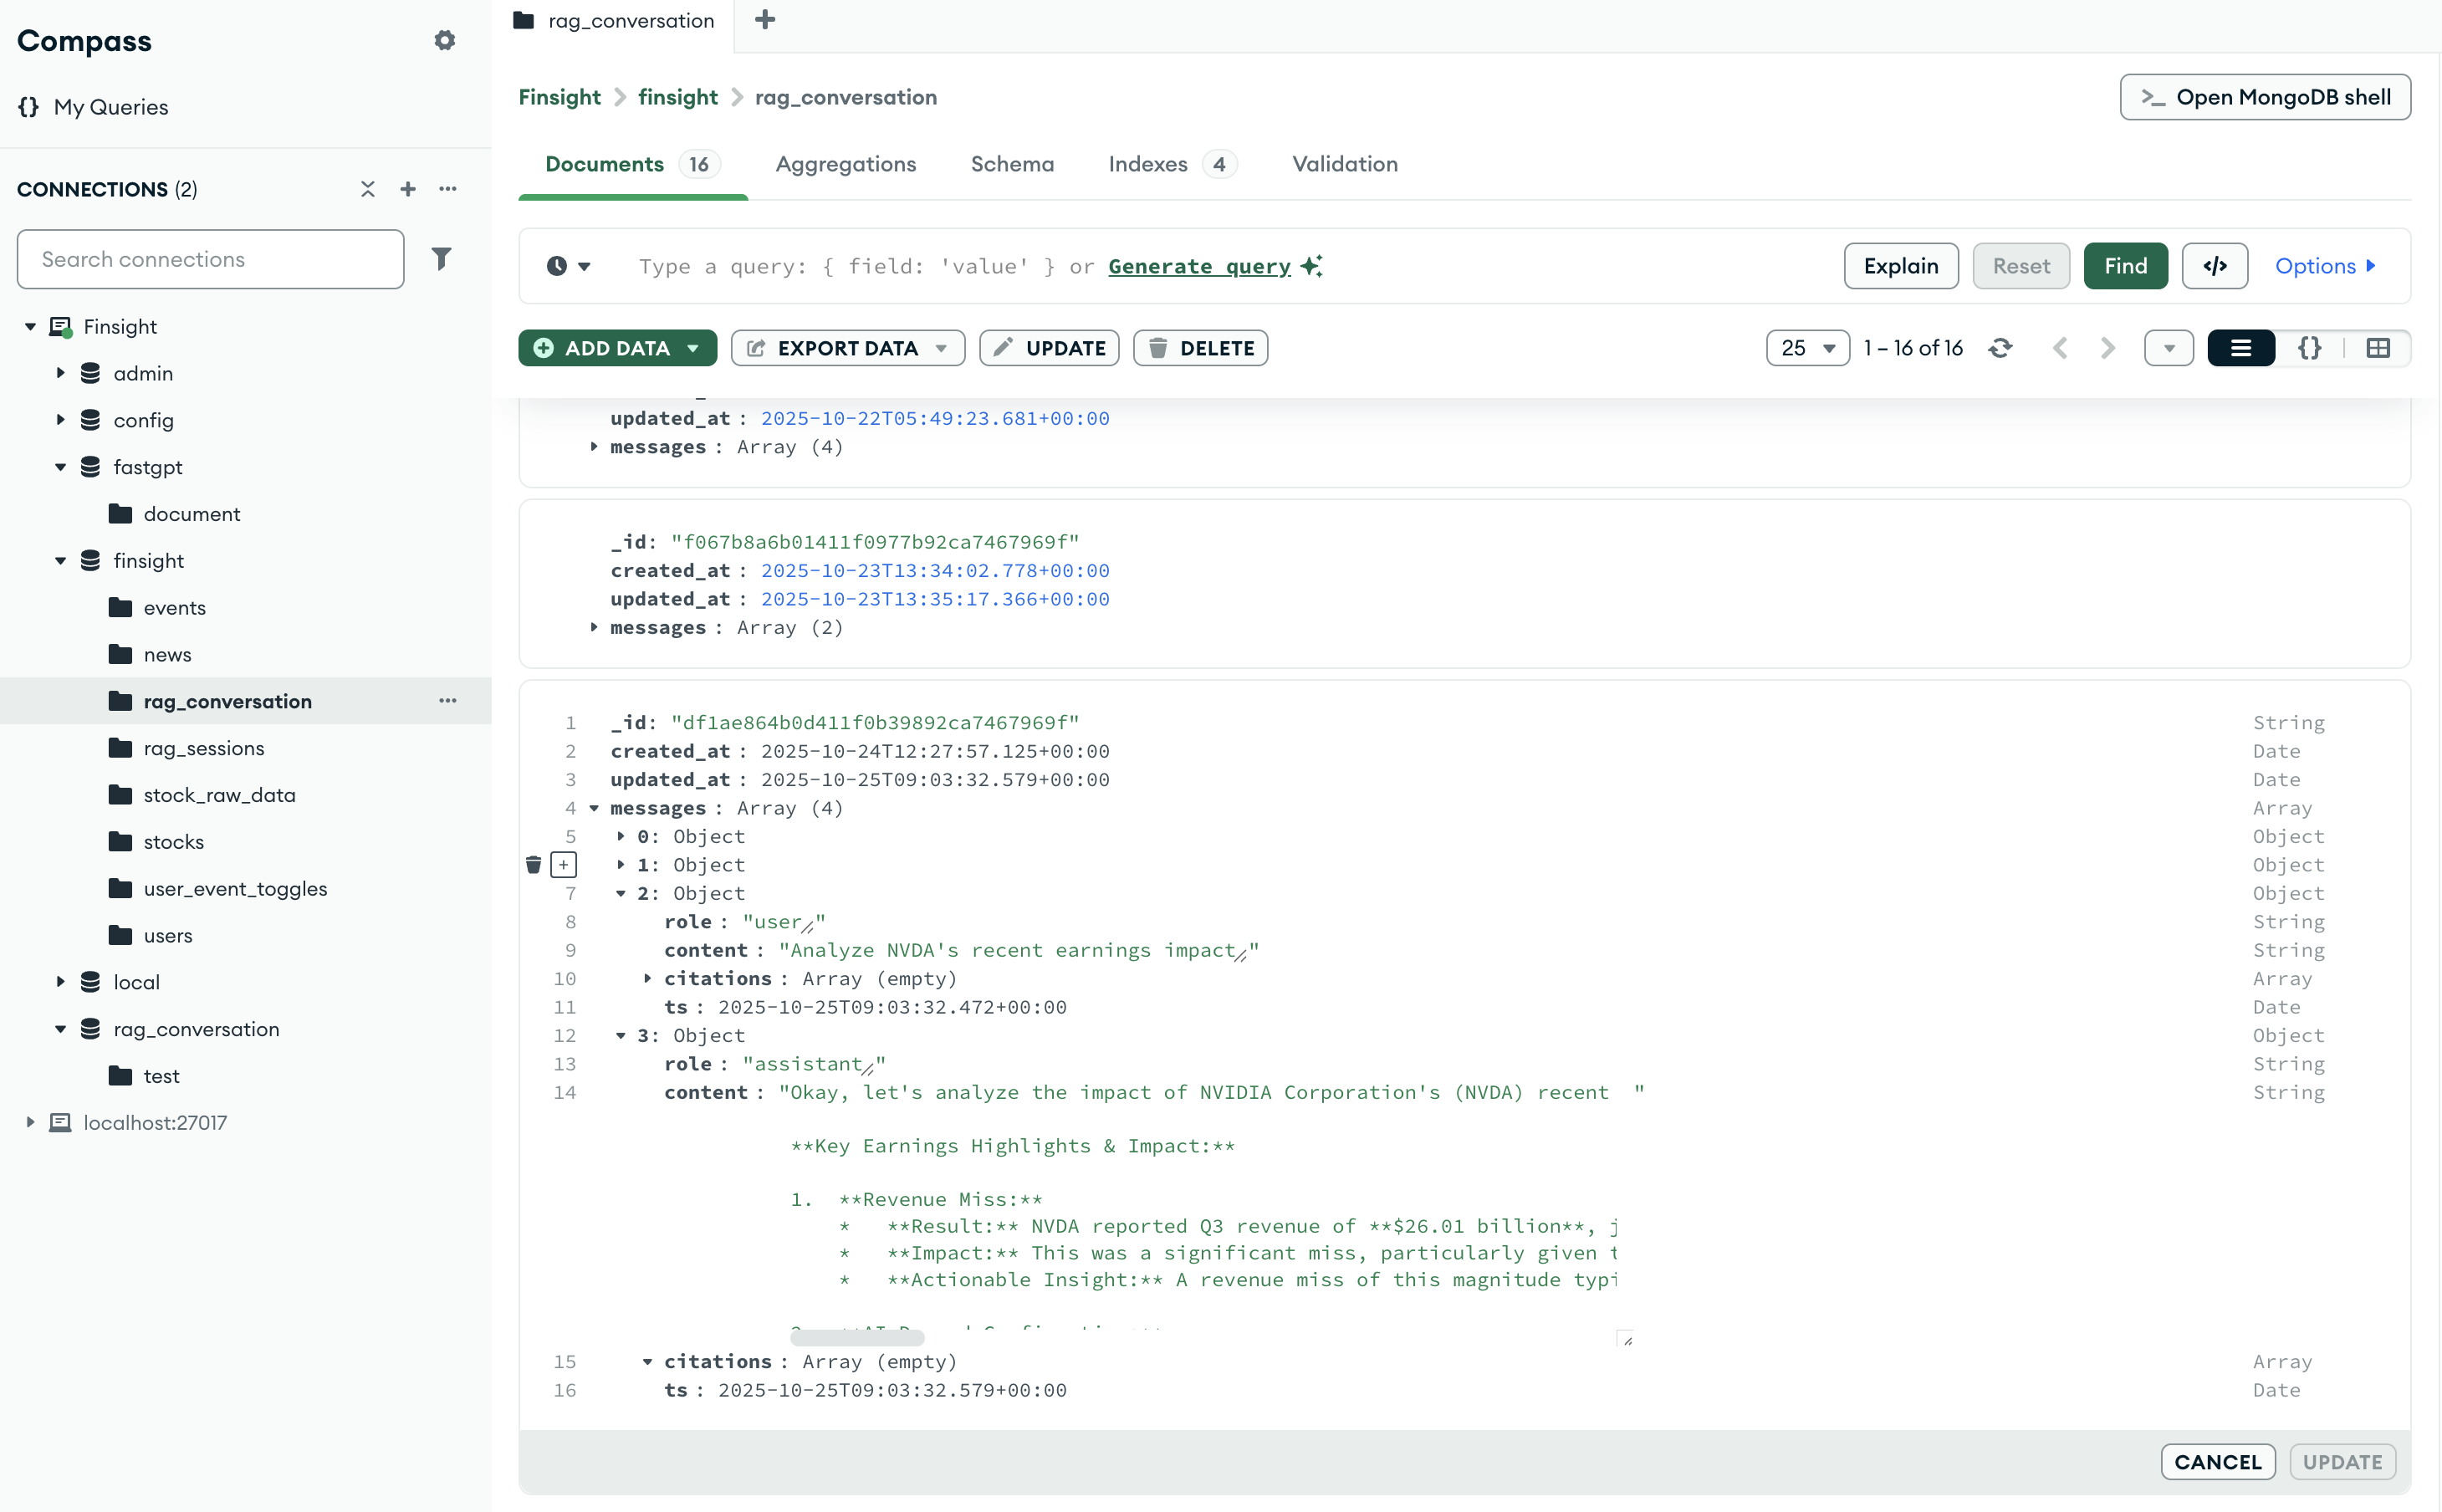 Compass
My Queries
CONNECTIONS (2)
Search connections
Finsight
admin
config
fastgpt
document
finsight
events
news
rag_conversation
rag_sessions
stock_raw_data
stocks
user_event_toggles
users
local
rag_conversation
test
localhost:27017
rag_conversation
Finsight > finsight > rag_conversation
>_ Open MongoDB shell
Documents 16 Aggregations Schema Indexes 4 Validation
Type a query: { field: 'value' } or Generate query
Explain Reset Find </> Options
ADD DATA EXPORT DATA UPDATE DELETE
25 1 – 16 of 16 {}
updated_at : 2025-10-22T05:49:23.681+00:00
messages : Array (4)
_id: "f067b8a6b01411f0977b92ca7467969f"
created_at : 2025-10-23T13:34:02.778+00:00
updated_at : 2025-10-23T13:35:17.366+00:00
messages : Array (2)
1 _id: "df1ae864b0d411f0b39892ca7467969f" String
2 created_at : 2025-10-24T12:27:57.125+00:00 Date
3 updated_at : 2025-10-25T09:03:32.579+00:00 Date
4 messages : Array (4) Array
5 0: Object Object
+ 1: Object Object
7 2: Object Object
8 role : "user" String
9 content : "Analyze NVDA's recent earnings impact" String
10 citations : Array (empty) Array
11 ts : 2025-10-25T09:03:32.472+00:00 Date
12 3: Object Object
13 role : "assistant" String
14 content : "Okay, let's analyze the impact of NVIDIA Corporation's (NVDA) recent " String
**Key Earnings Highlights & Impact:**
1. **Revenue Miss:**
* **Result:** NVDA reported Q3 revenue of **$26.01 billion**, j
* **Impact:** This was a significant miss, particularly given t
* **Actionable Insight:** A revenue miss of this magnitude typi
15 citations : Array (empty) Array
16 ts : 2025-10-25T09:03:32.579+00:00 Date
CANCEL UPDATE